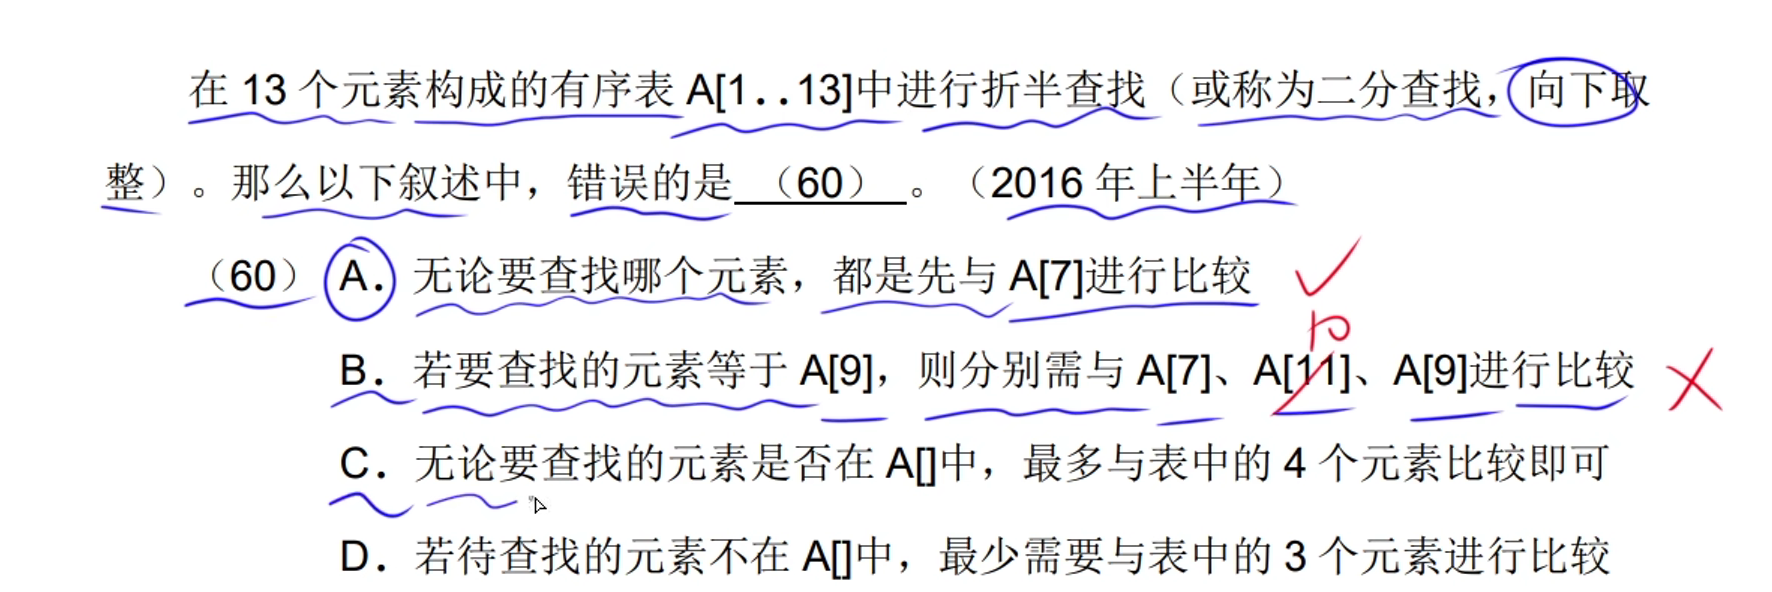 在 13 个元素构成的有序表 A[1..13]中进行折半查找（或称为二分查找，向下取
整）。那么以下叙述中，错误的是（60）。（2016 年上半年）
（60） A. 无论要查找哪个元素，都是先与 A[7]进行比较
10
B. 若要查找的元素等于 A[9]，则分别需与 A[7]、A[11]、A[9]进行比较
C. 无论要查找的元素是否在 A[]中，最多与表中的 4 个元素比较即可
D. 若待查找的元素不在 A[]中，最少需要与表中的 3 个元素进行比较